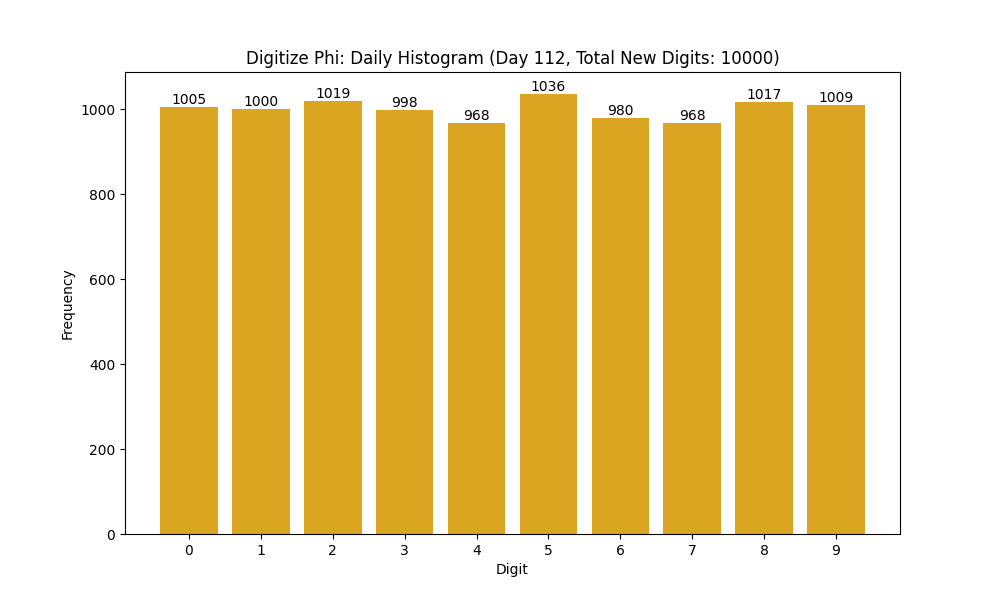 Digitize Phi: Daily Histogram (Day 112, Total New Digits: 10000)
1005 1000 1019 998 968 1036 980 968 1017 1009
1000
800
600
400
200
0
Frequency
0 1 2 3 4 5 6 7 8 9
Digit